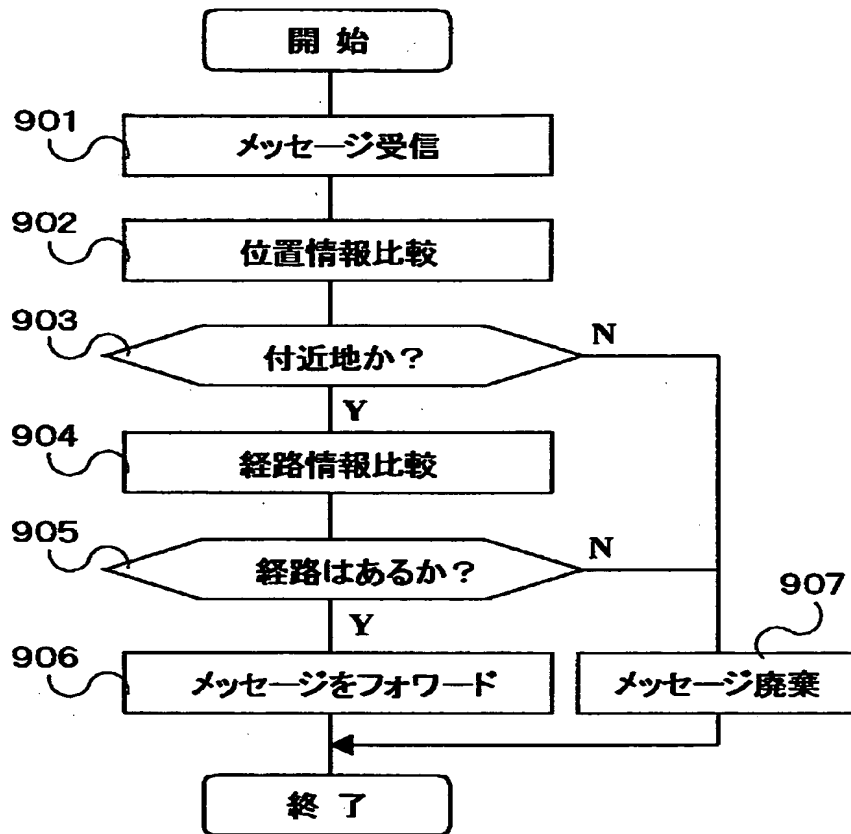 開 始
901
メッセージ受信
902
位置情報比較
903
付近地か?
N
Y
904
経路情報比較
905
経路はあるか?
N
Y
906
メッセージをフォワード
907
メッセージ廃棄
終 了